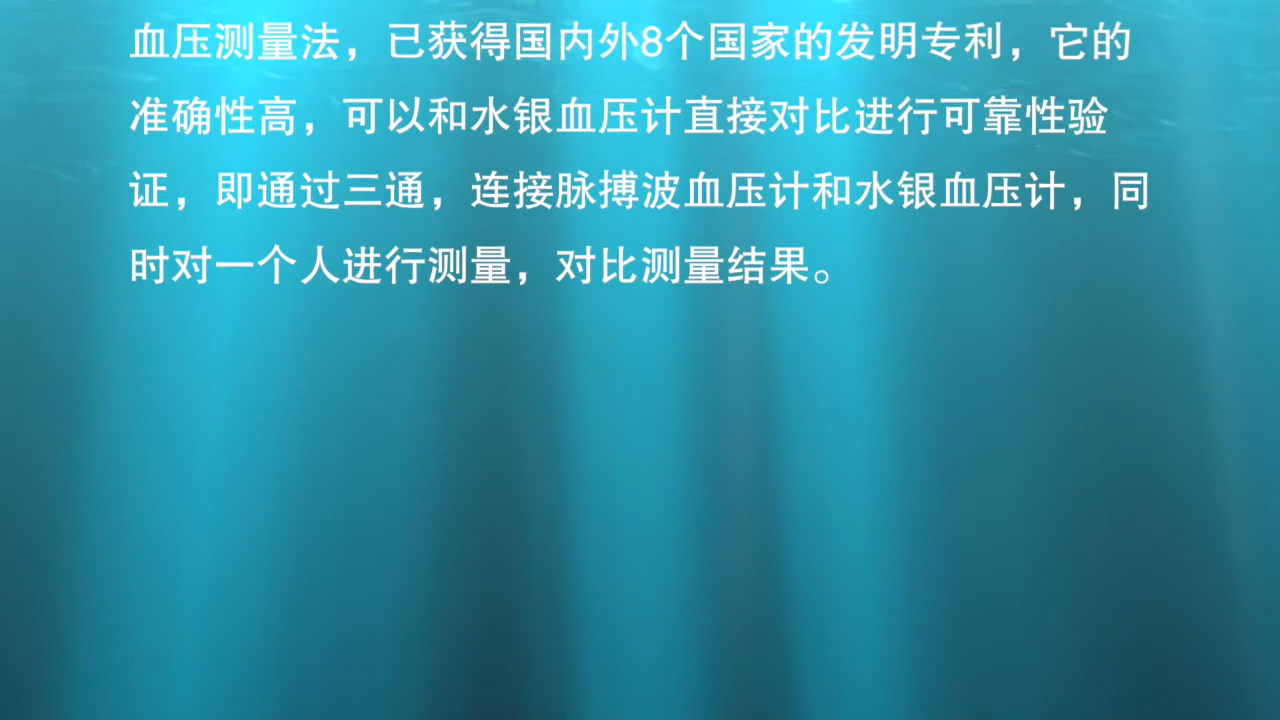 血压测量法，已获得国内外8个国家的发明专利，它的
准确性高，可以和水银血压计直接对比进行可靠性验
证，即通过三通，连接脉搏波血压计和水银血压计，同
时对一个人进行测量，对比测量结果。